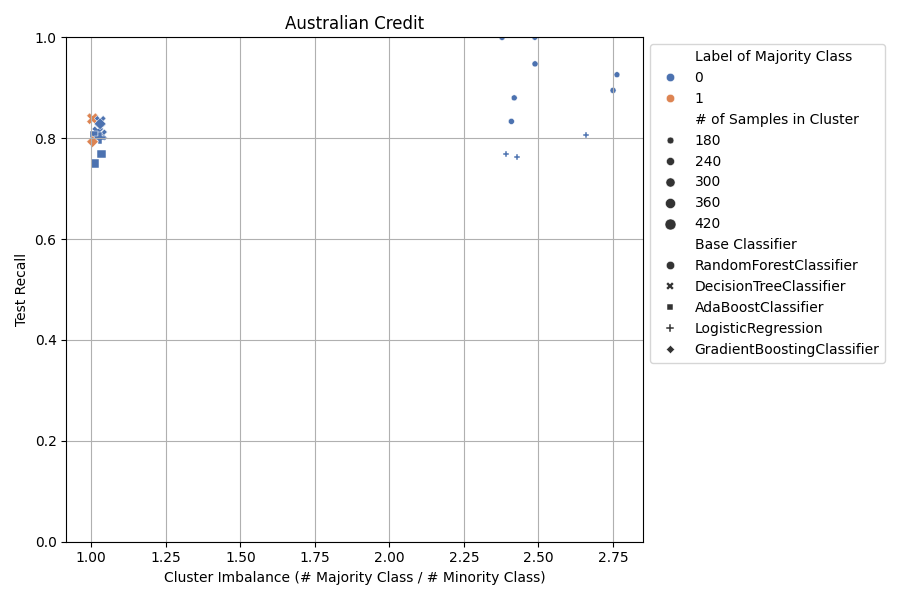 Australian Credit
1.0
0.8
0.6
0.4
0.2
0.0
Test Recall
1.00 1.25 1.50 1.75 2.00 2.25 2.50 2.75
Cluster Imbalance (# Majority Class / # Minority Class)
Label of Majority Class
0
1
# of Samples in Cluster
180
240
300
360
420
Base Classifier
RandomForestClassifier
DecisionTreeClassifier
AdaBoostClassifier
LogisticRegression
GradientBoostingClassifier